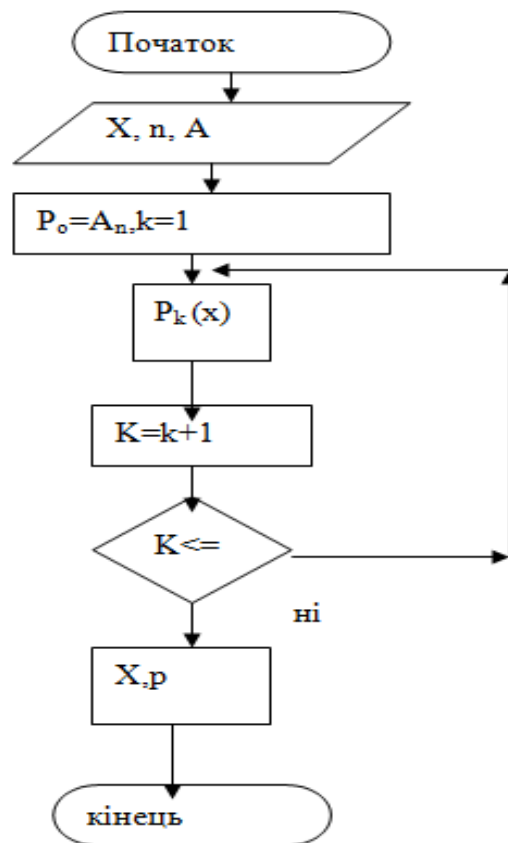 Початок
X, n, A
Pₒ=Aₙ,k=1
Pₖ(x)
K=k+1
K<=
ні
X,p
кінець